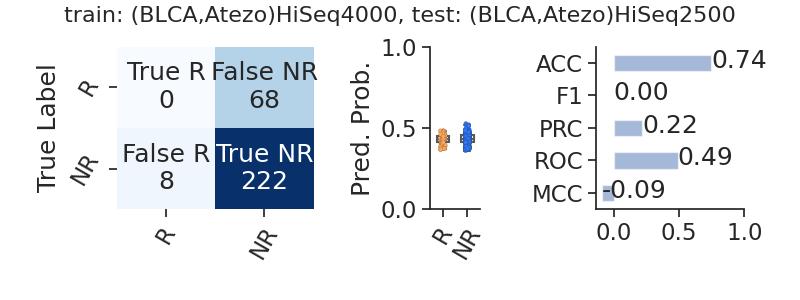 train: (BLCA,Atezo)HiSeq4000, test: (BLCA,Atezo)HiSeq2500
True Label
R
NR
True R
0
False NR
68
False R
8
True NR
222
R
NR
Pred. Prob.
1.0
0.5
0.0
R
NR
ACC
0.74
F1
0.00
PRC
0.22
ROC
0.49
MCC
-0.09
0.0
0.5
1.0